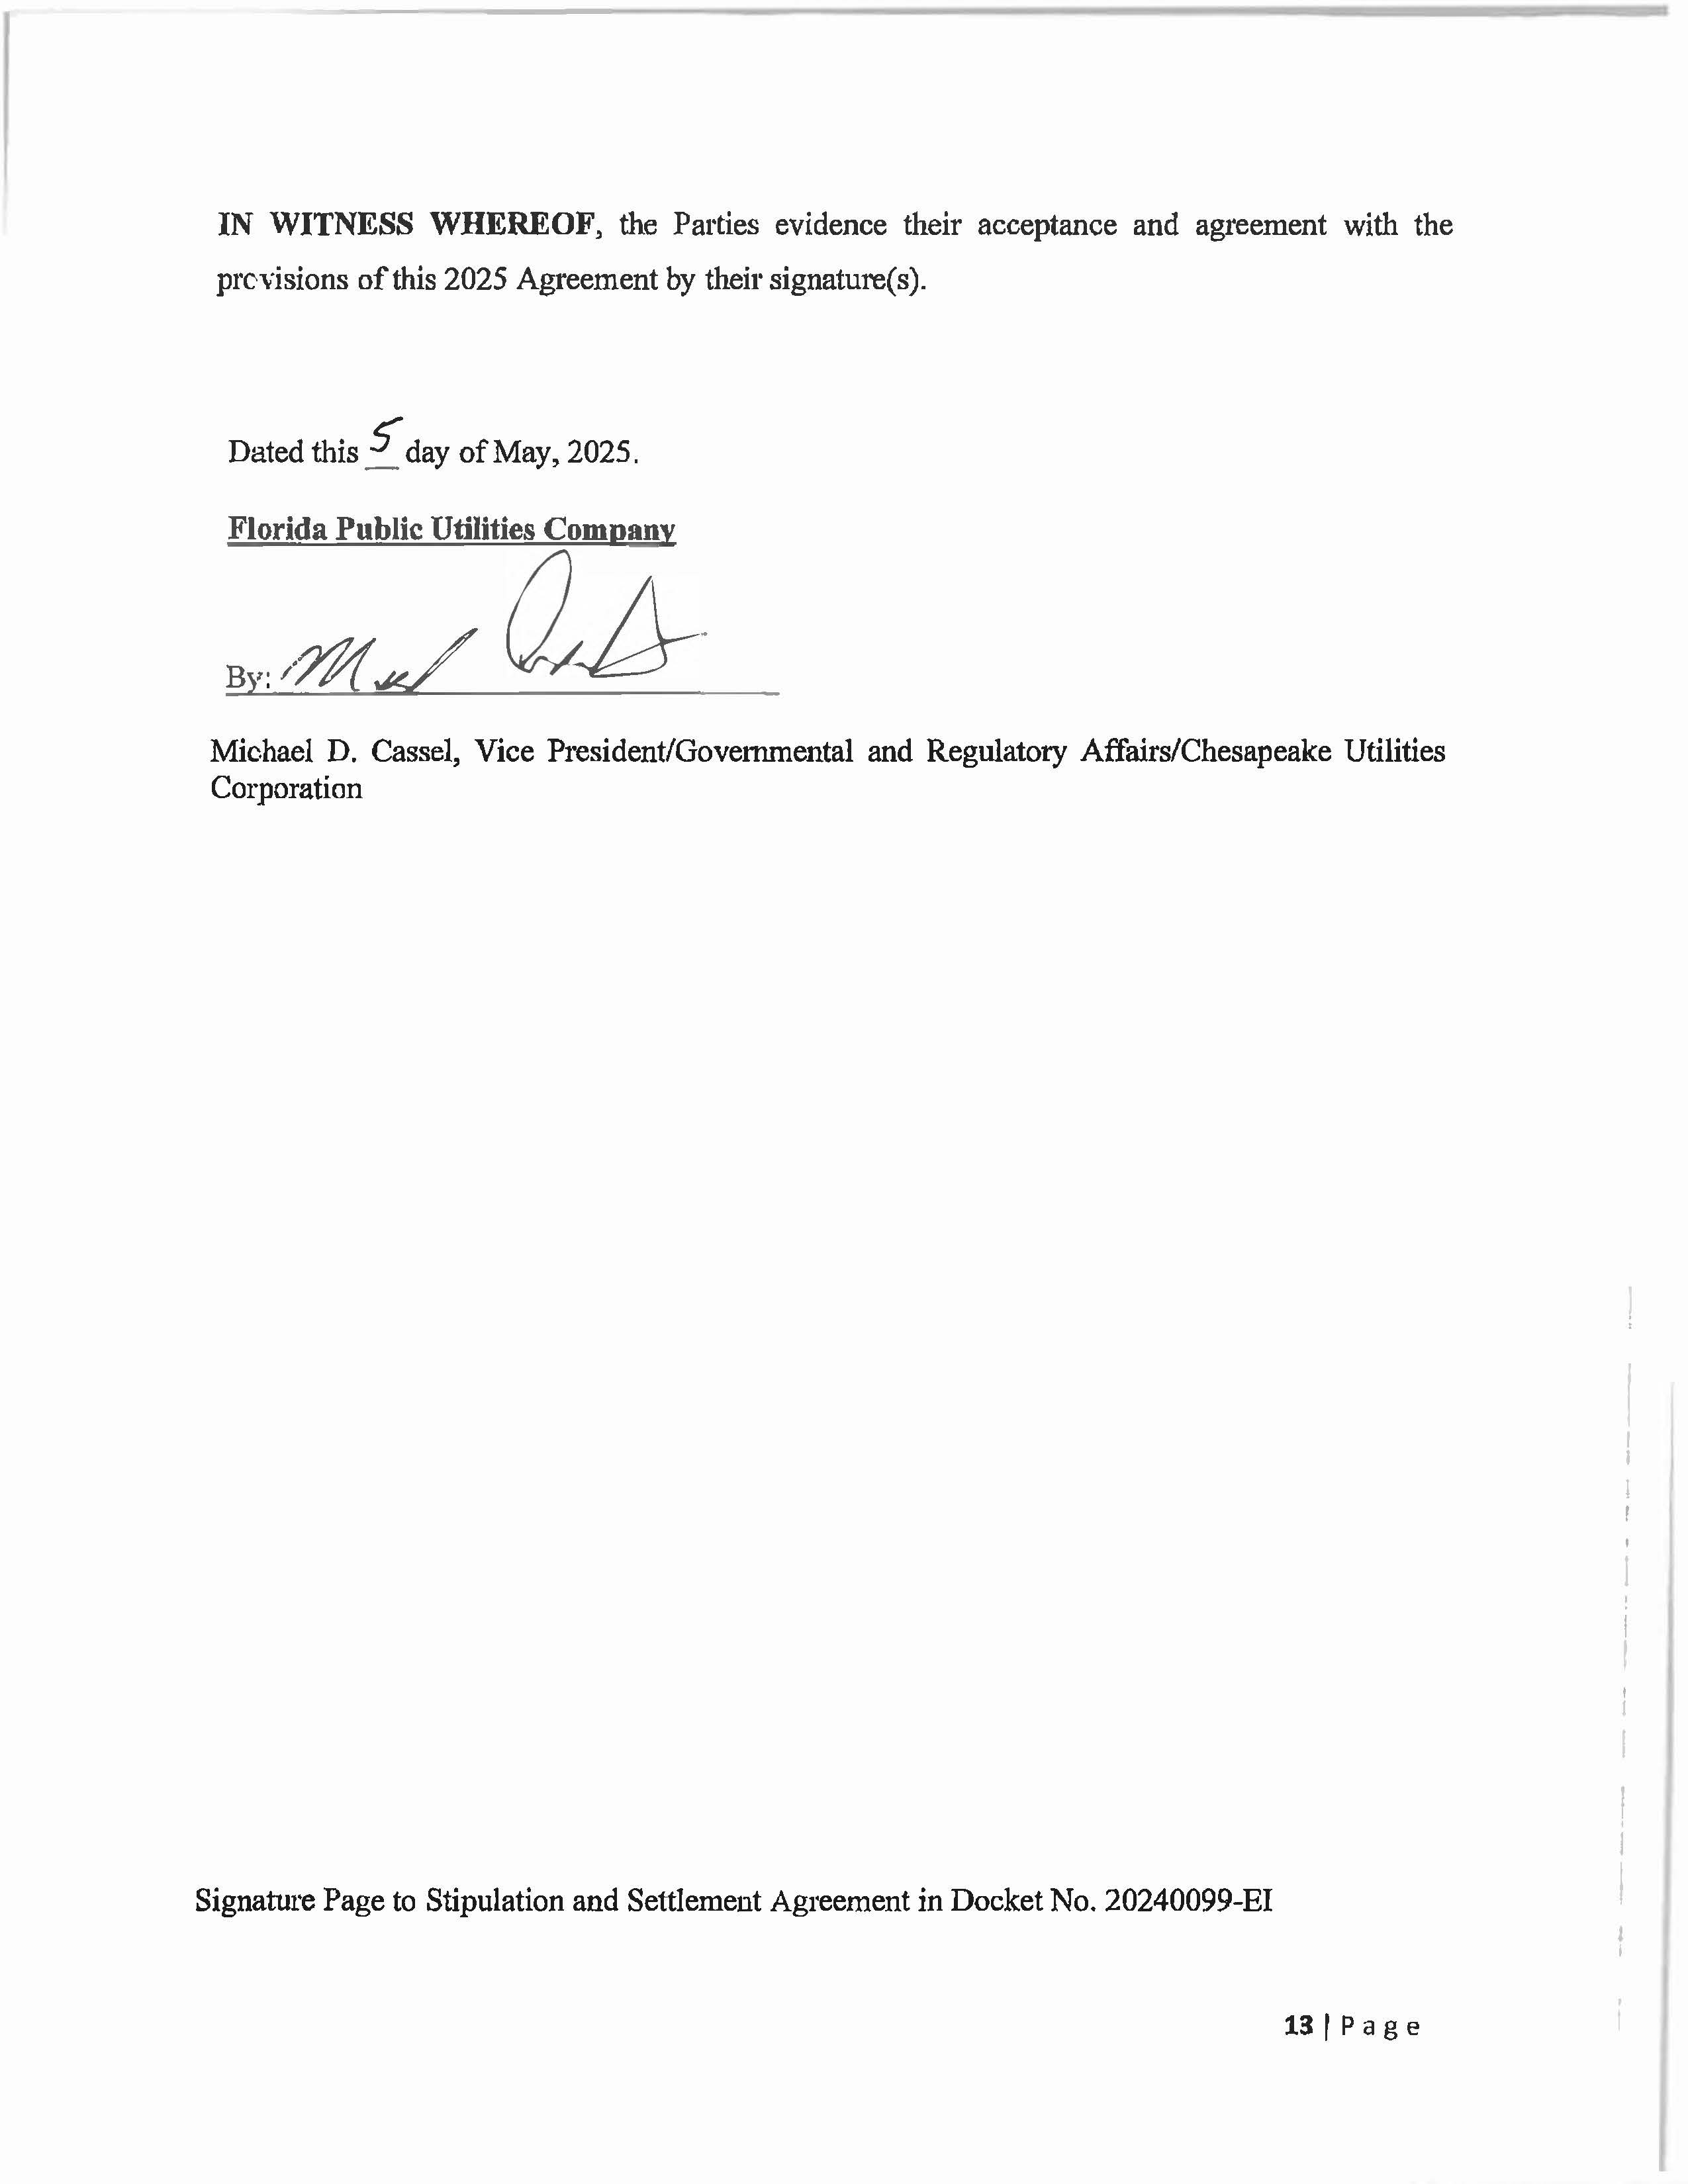 IN WITNESS WHEREOF, the Parties evidence their acceptance and agreement with the
provisions of this 2025 Agreement by their signature(s).
Dated this 5 day of May, 2025.
Florida Public Utilities Company
By:
Michael D. Cassel, Vice President/Governmental and Regulatory Affairs/Chesapeake Utilities
Corporation
Signature Page to Stipulation and Settlement Agreement in Docket No. 20240099-EI
13 | Page